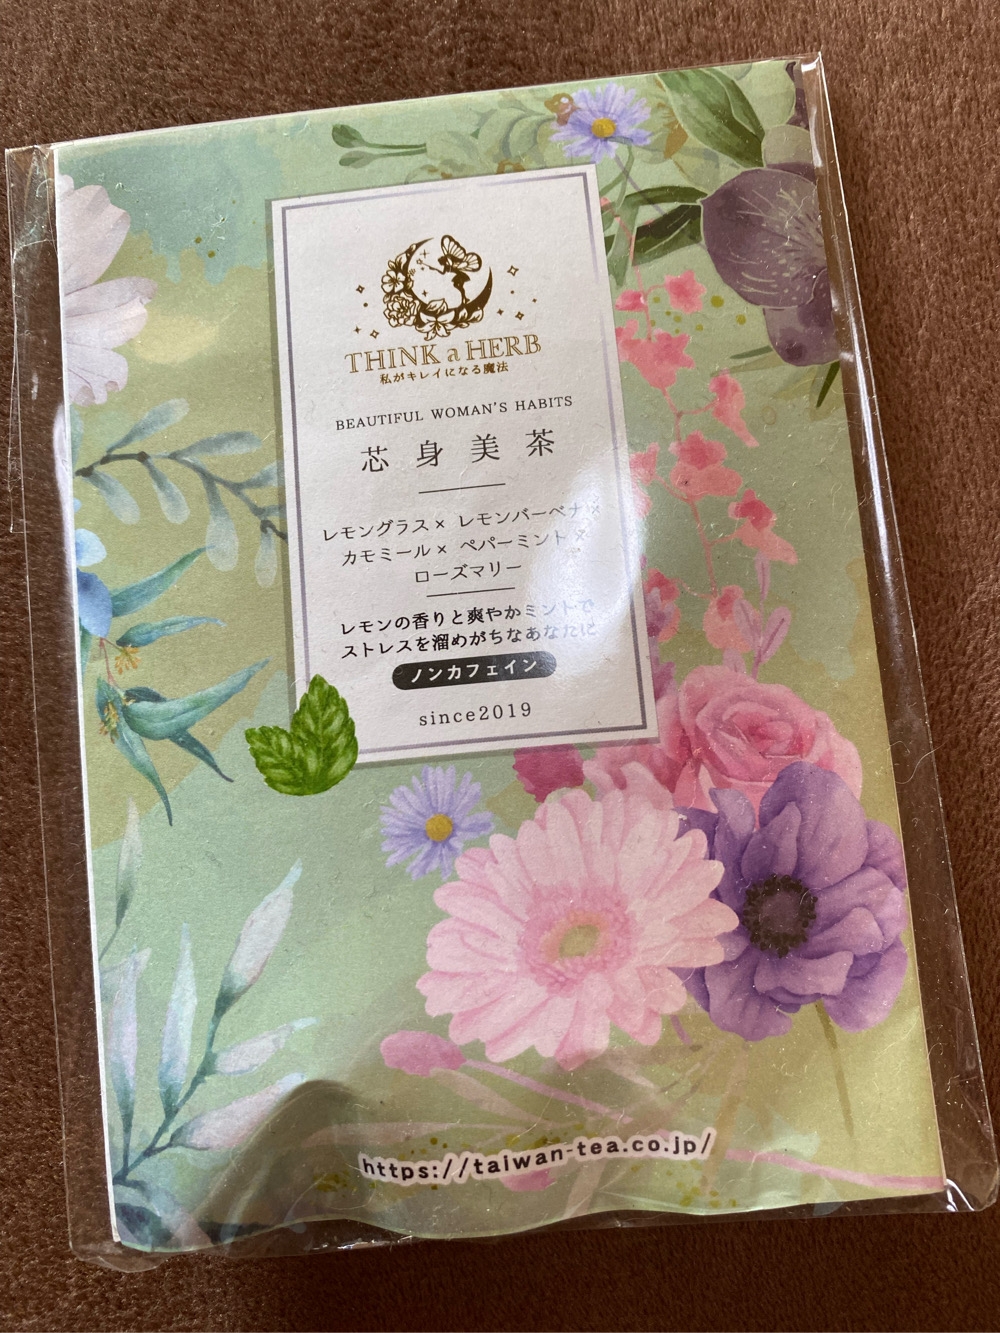 THINK a HERB
私がキレイになる魔法
BEAUTIFUL WOMAN'S HABITS
芯身美茶
レモングラス× レモンバーベナ×
カモミール× ペパーミント×
ローズマリー
レモンの香りと爽やかミントで
ストレスを溜めがちなあなたに
ノンカフェイン
since2019
https://taiwan-tea.co.jp/